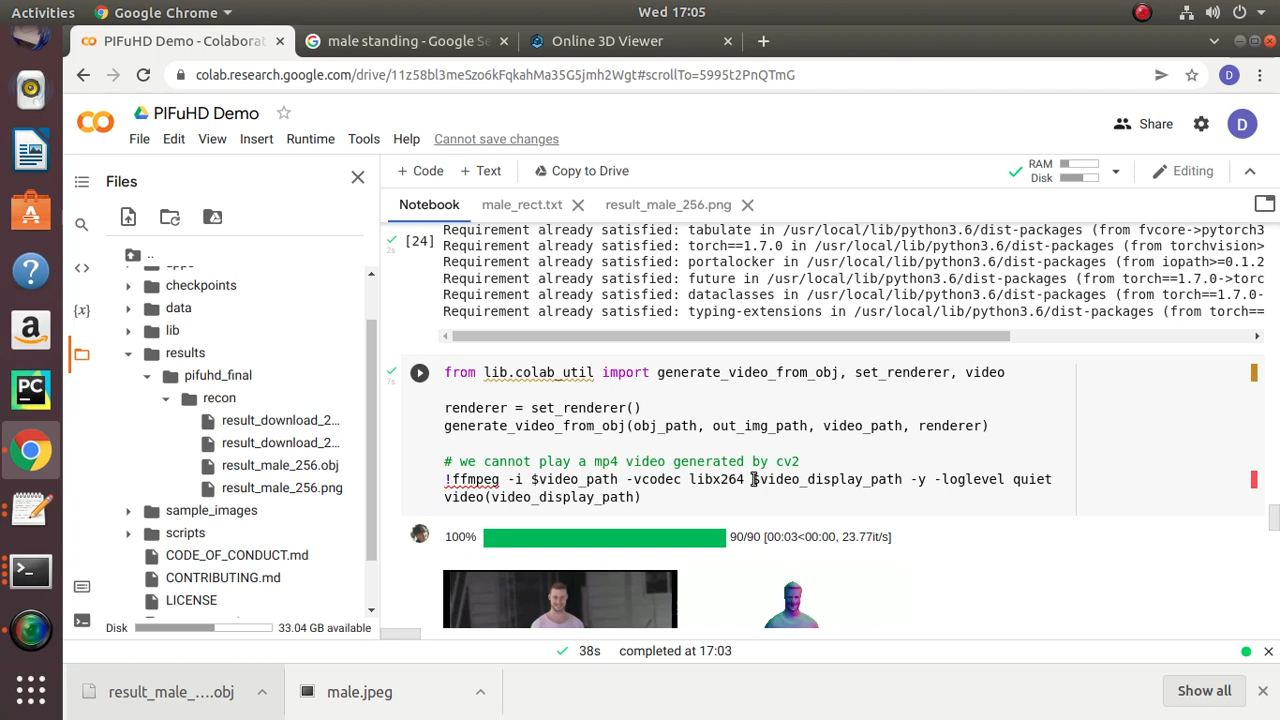 Activities
Google Chrome
Wed 17:05
PIFuHD Demo - Colaborat
male standing - Google Se
Online 3D Viewer
colab.research.google.com/drive/11z58bl3meSzo6kFqkahMa35G5jmh2Wgt#scrollTo=5995t2PnQTmG
D
PIFuHD Demo
File Edit View Insert Runtime Tools Help Cannot save changes
Share
D
Files
+ Code + Text Copy to Drive
RAM
Disk
Editing
Notebook male_rect.txt result_male_256.png
..
apps
checkpoints
data
lib
results
pifuhd_final
recon
result_download_2...
result_download_2...
result_male_256.obj
result_male_256.png
sample_images
scripts
CODE_OF_CONDUCT.md
CONTRIBUTING.md
LICENSE
Disk 33.04 GB available
{x}
[24]
2s
Requirement already satisfied: tabulate in /usr/local/lib/python3.6/dist-packages (from fvcore->pytorch3
Requirement already satisfied: torch==1.7.0 in /usr/local/lib/python3.6/dist-packages (from torchvision>
Requirement already satisfied: portalocker in /usr/local/lib/python3.6/dist-packages (from iopath>=0.1.2
Requirement already satisfied: future in /usr/local/lib/python3.6/dist-packages (from torch==1.7.0->torc
Requirement already satisfied: dataclasses in /usr/local/lib/python3.6/dist-packages (from torch==1.7.0-
Requirement already satisfied: typing-extensions in /usr/local/lib/python3.6/dist-packages (from torch==
7s
from lib.colab_util import generate_video_from_obj, set_renderer, video
renderer = set_renderer()
generate_video_from_obj(obj_path, out_img_path, video_path, renderer)
# we cannot play a mp4 video generated by cv2
!ffmpeg -i $video_path -vcodec libx264 $video_display_path -y -loglevel quiet
video(video_display_path)
100% 90/90 [00:03<00:00, 23.77it/s]
38s completed at 17:03
result_male_....obj
male.jpeg
Show all